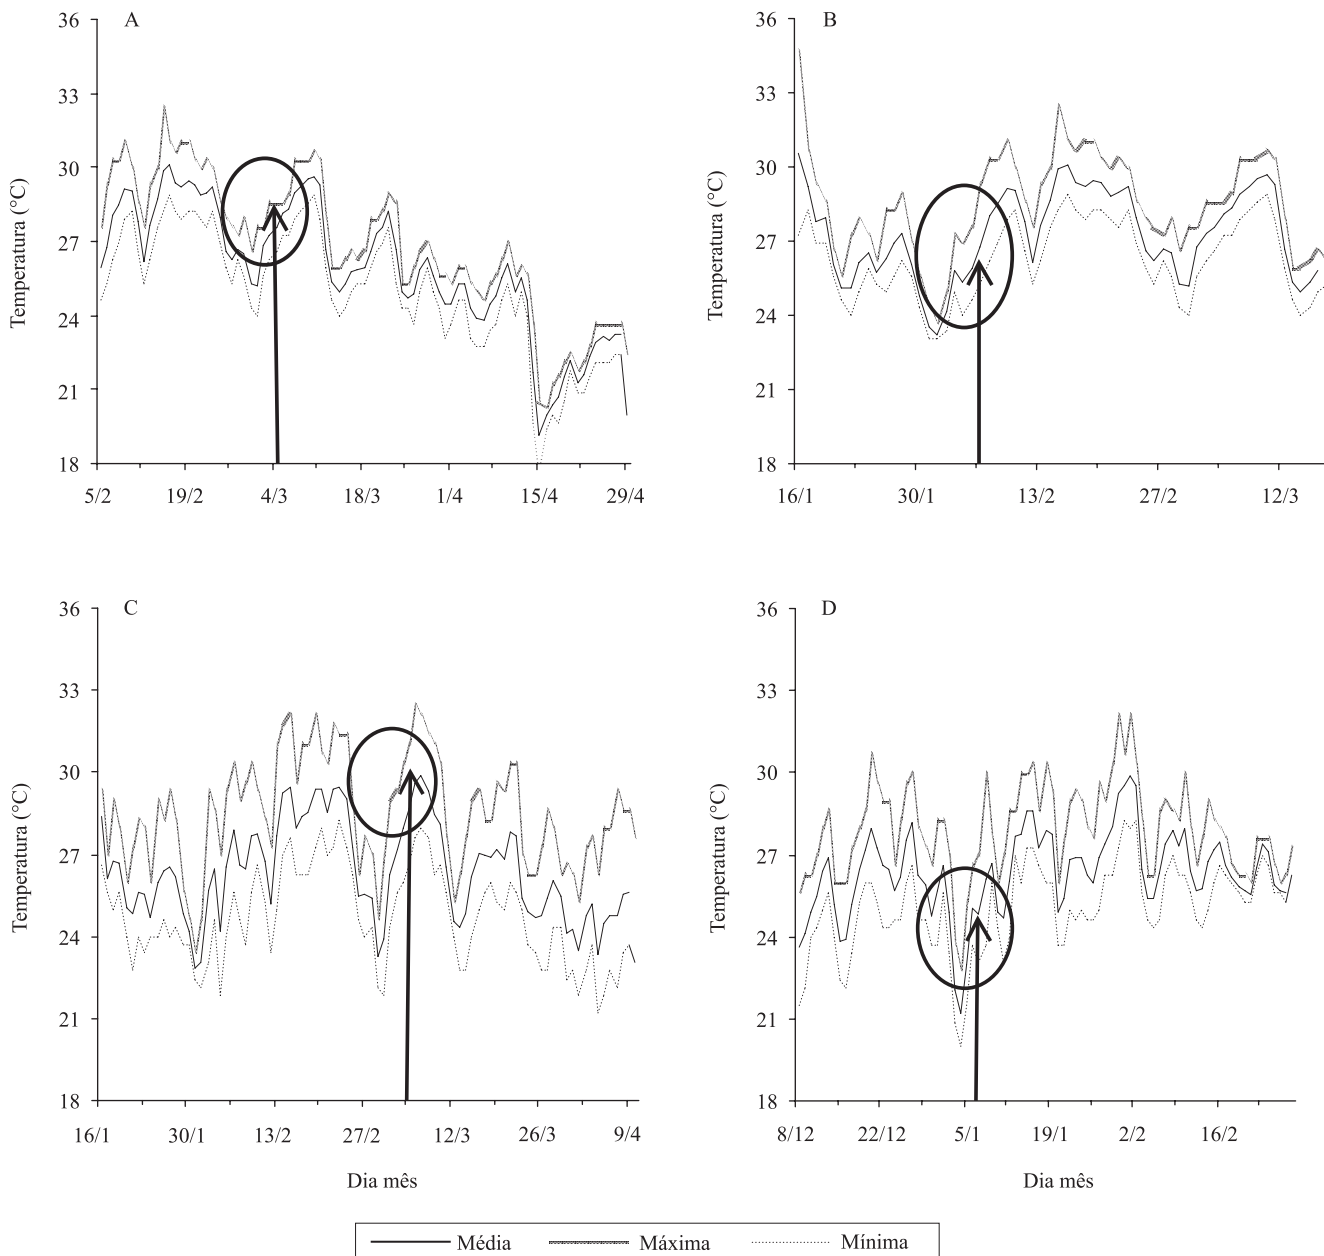 A
B
36
33
30
27
24
21
18
Temperatura (°C)
5/2 19/2 4/3 18/3 1/4 15/4 29/4
36
33
30
27
24
21
18
Temperatura (°C)
16/1 30/1 13/2 27/2 12/3
C
D
36
33
30
27
24
21
18
Temperatura (°C)
16/1 30/1 13/2 27/2 12/3 26/3 9/4
Dia mês
36
33
30
27
24
21
18
Temperatura (°C)
8/12 22/12 5/1 19/1 2/2 16/2
Dia mês
Média Máxima Mínima